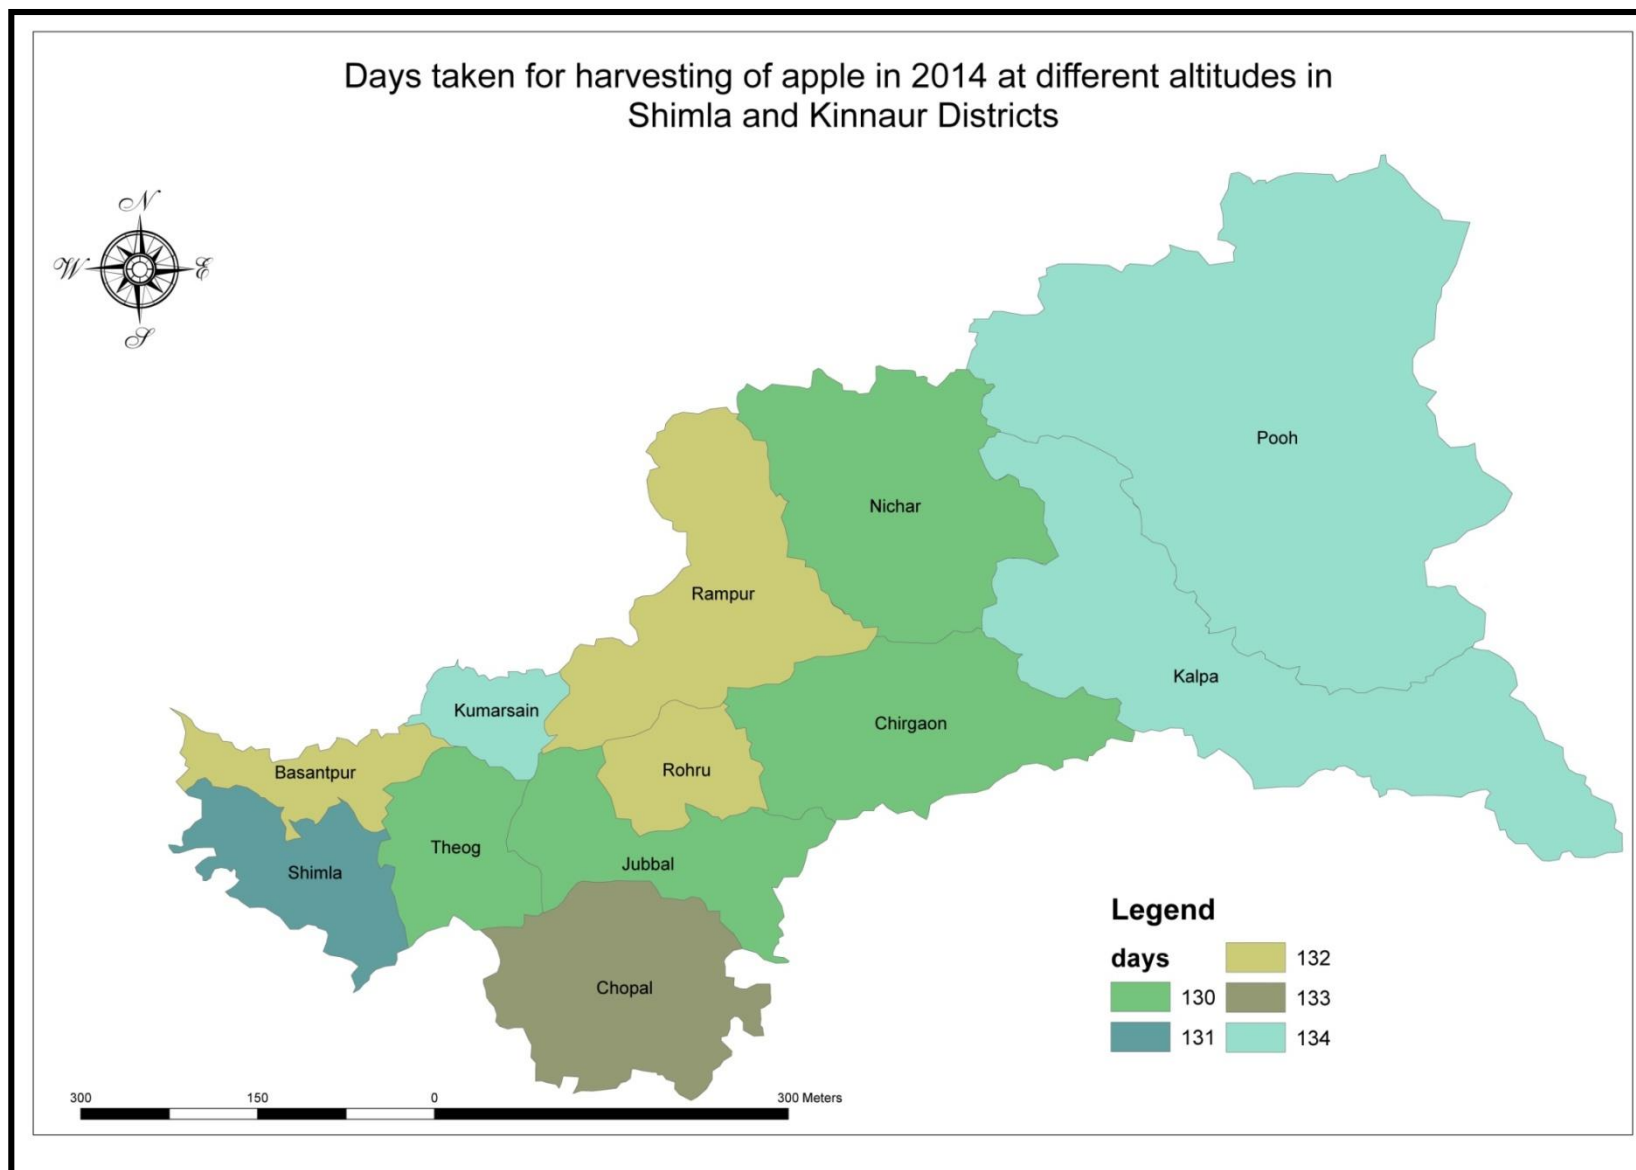 Days taken for harvesting of apple in 2014 at different altitudes in
Shimla and Kinnaur Districts
N
W
E
S
Pooh
Nichar
Rampur
Kalpa
Kumarsain
Chirgaon
Basantpur
Rohru
Theog
Jubbal
Shimla
Chopal
Legend
days
130
131
132
133
134
300 150 0 300 Meters